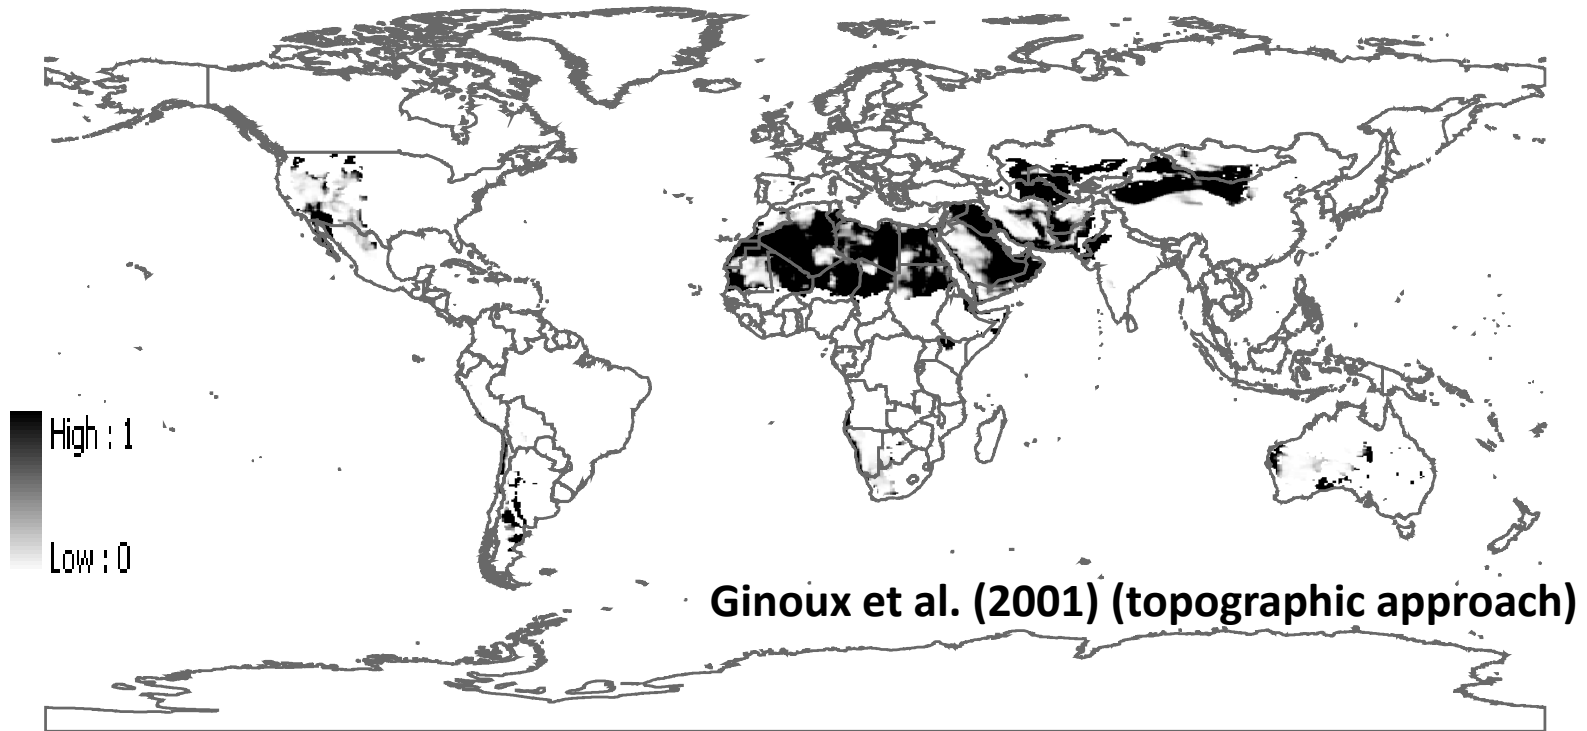 High : 1
Low : 0
Ginoux et al. (2001) (topographic approach)